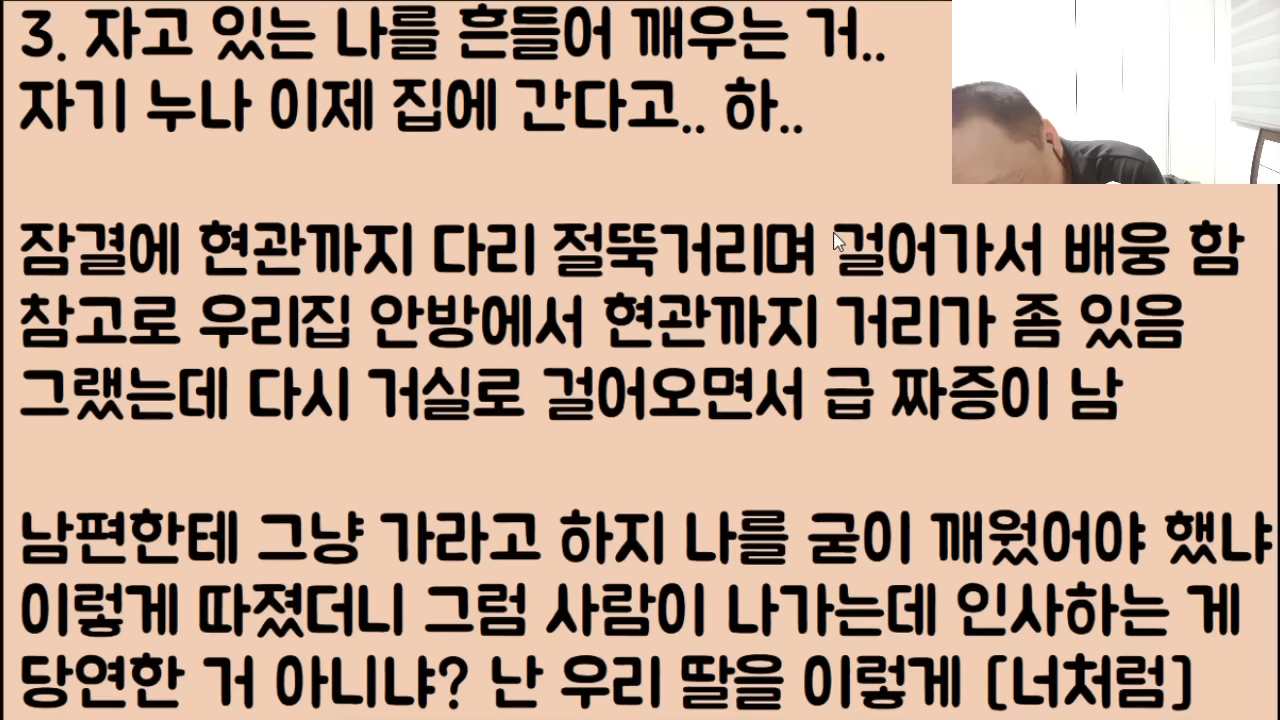 3. 자고 있는 나를 흔들어 깨우는 거..
자기 누나 이제 집에 간다고.. 하..
잠결에 현관까지 다리 절뚝거리며 걸어가서 배웅 함
참고로 우리집 안방에서 현관까지 거리가 좀 있음
그랬는데 다시 거실로 걸어오면서 급 짜증이 남
남편한테 그냥 가라고 하지 나를 굳이 깨웠어야 했냐
이렇게 따졌더니 그럼 사람이 나가는데 인사하는 게
당연한 거 아니냐? 난 우리 딸을 이렇게 [너처럼]